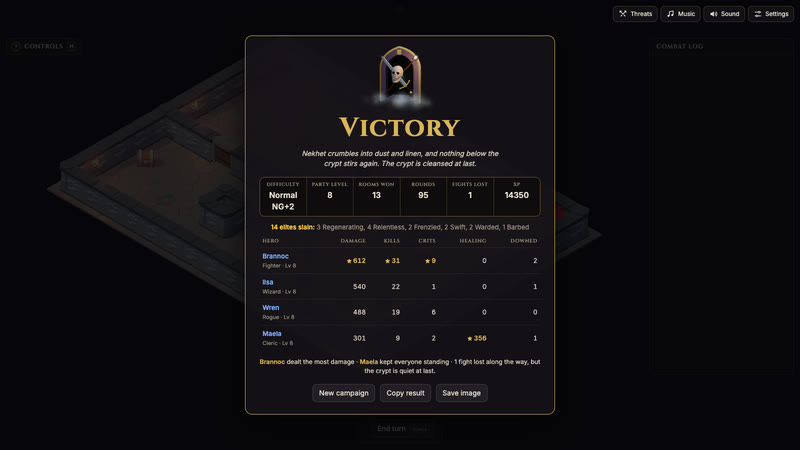 Threats
Music
Sound
Settings
? CONTROLS H
COMBAT LOG
VICTORY
Nekhet crumbles into dust and linen, and nothing below the
crypt stirs again. The crypt is cleansed at last.
DIFFICULTY PARTY LEVEL ROOMS WON ROUNDS FIGHTS LOST XP
Normal NG+2 8 13 95 1 14350
14 elites slain: 3 Regenerating, 4 Relentless, 2 Frenzied, 2 Swift, 2 Warded, 1 Barbed
HERO DAMAGE KILLS CRITS HEALING DOWNED
Brannoc ★ 612 ★ 31 ★ 9 0 2
Fighter · Lv 8
Ilsa 540 22 1 0 1
Wizard · Lv 8
Wren 488 19 6 0 0
Rogue · Lv 8
Maela 301 9 2 ★ 356 1
Cleric · Lv 8
Brannoc dealt the most damage · Maela kept everyone standing · 1 fight lost along the way, but
the crypt is quiet at last.
New campaign
Copy result
Save image
End turn